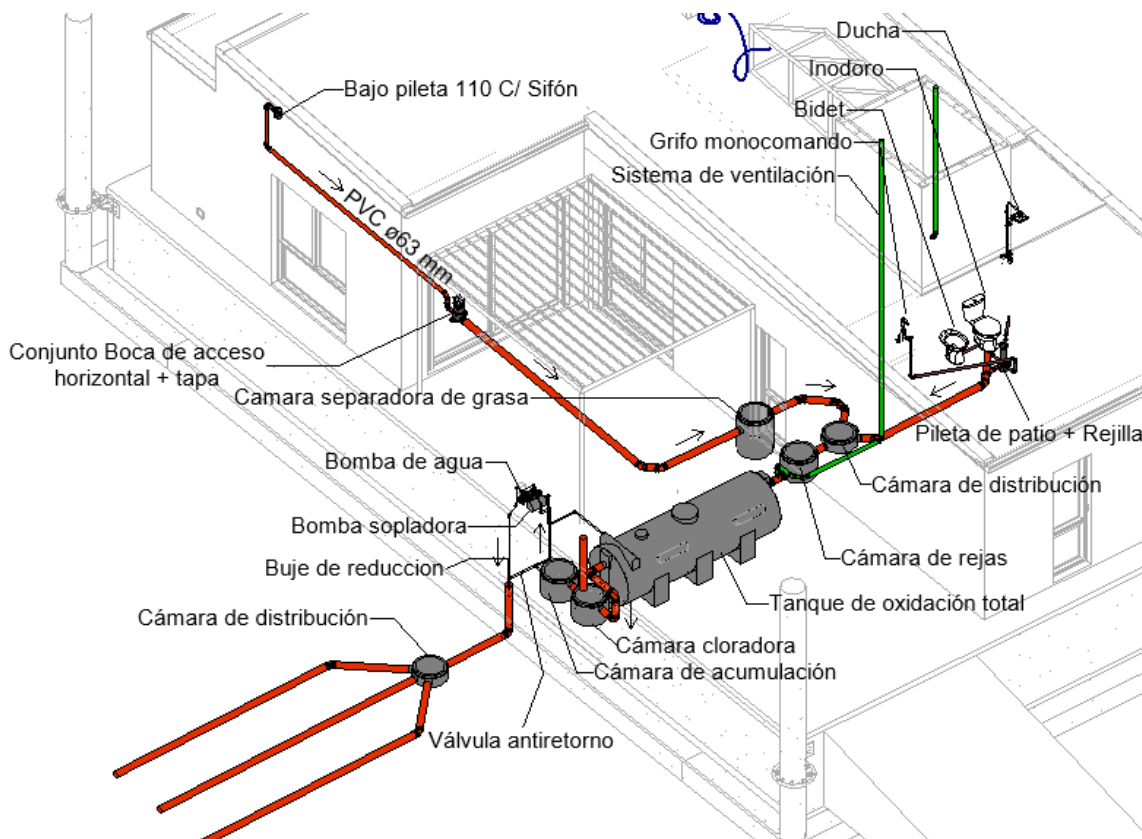 Ducha
Inodoro
Bidet
Bajo pileta 110 C/ Sifón
Grifo monocomando
Sistema de ventilación
PVC ø63 mm
Conjunto Boca de acceso
horizontal + tapa
Camara separadora de grasa
Pileta de patio + Rejilla
Bomba de agua
Cámara de distribución
Bomba sopladora
Cámara de rejas
Buje de reduccion
Tanque de oxidación total
Cámara de distribución
Cámara cloradora
Cámara de acumulación
Válvula antiretorno